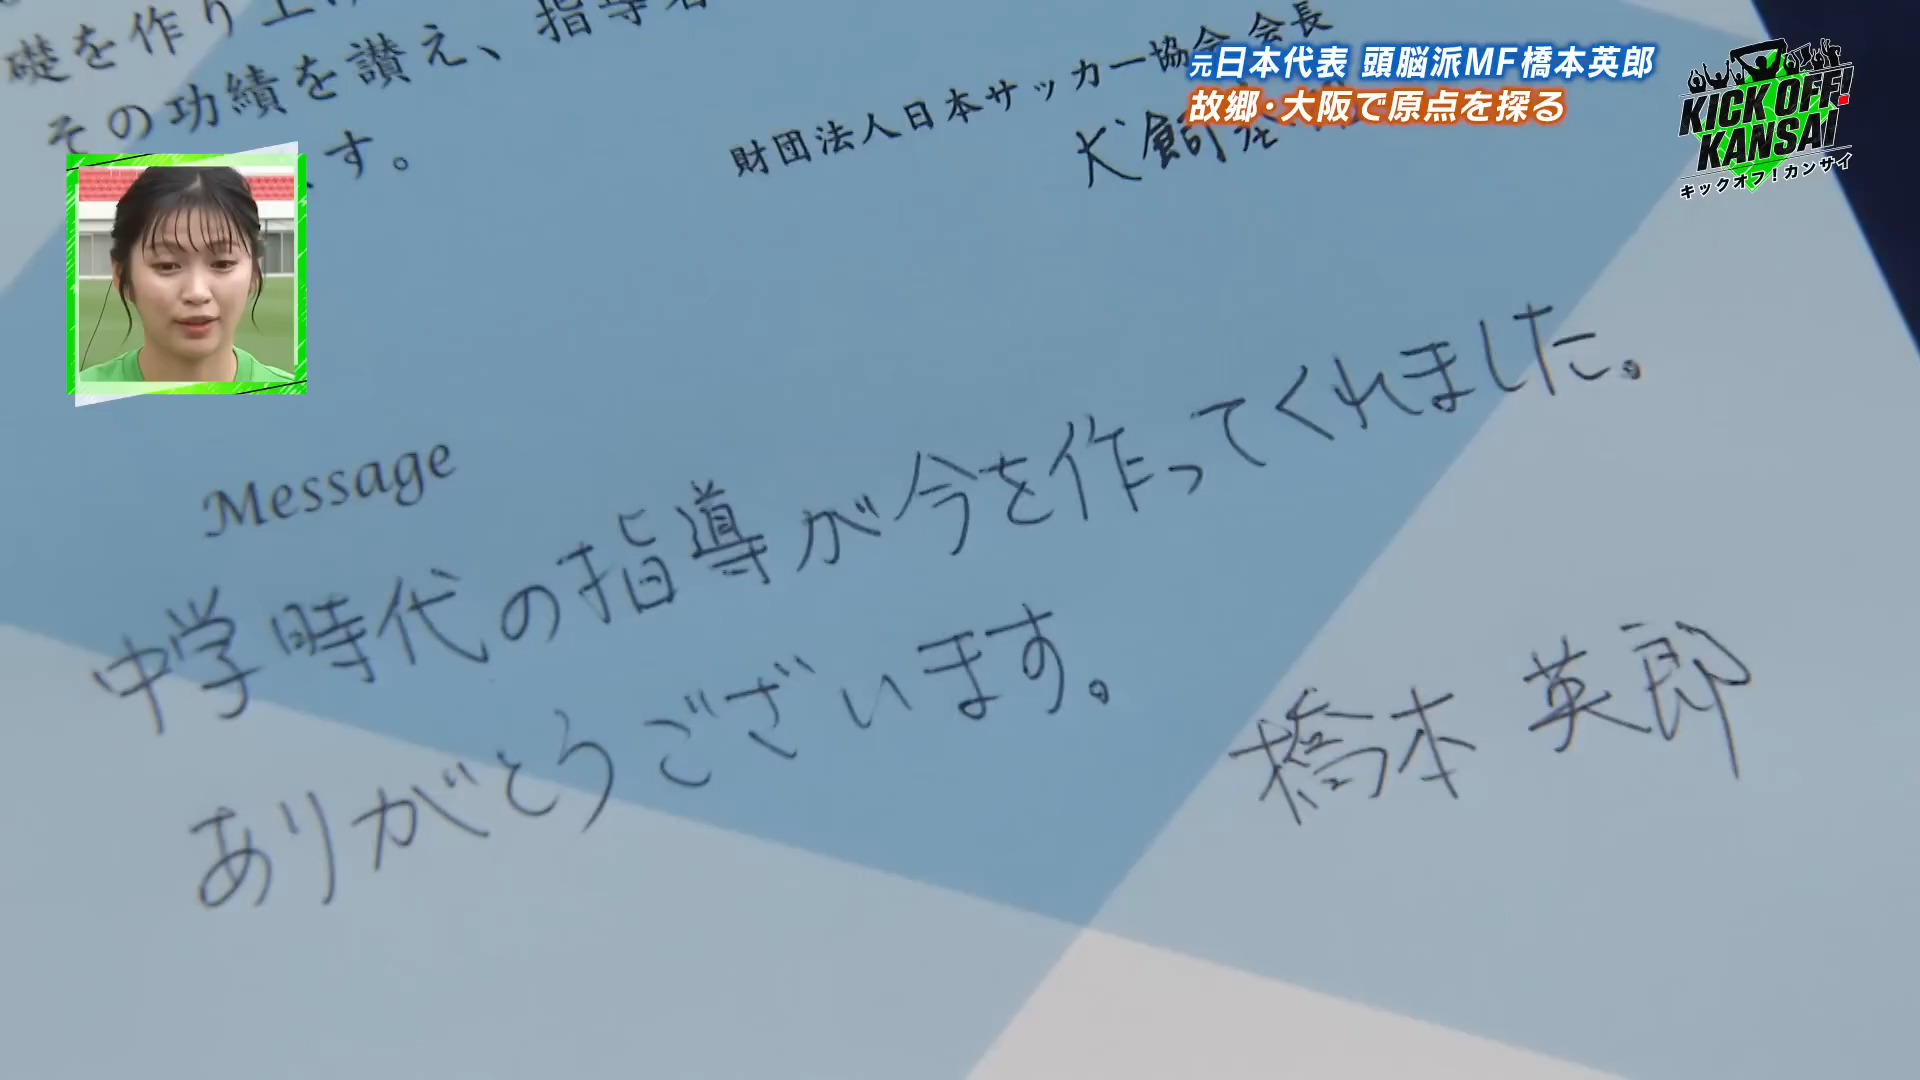 礎を作り上げ
その功績を讃え、指導者
す。
財団法人日本サッカー協会 会長
犬飼
元日本代表 頭脳派MF橋本英郎
故郷・大阪で原点を探る
KICK OFF!
KANSAI
キックオフ!カンサイ
Message
中学時代の指導が今を作ってくれました。
ありがとうございます。
橋本 英郎